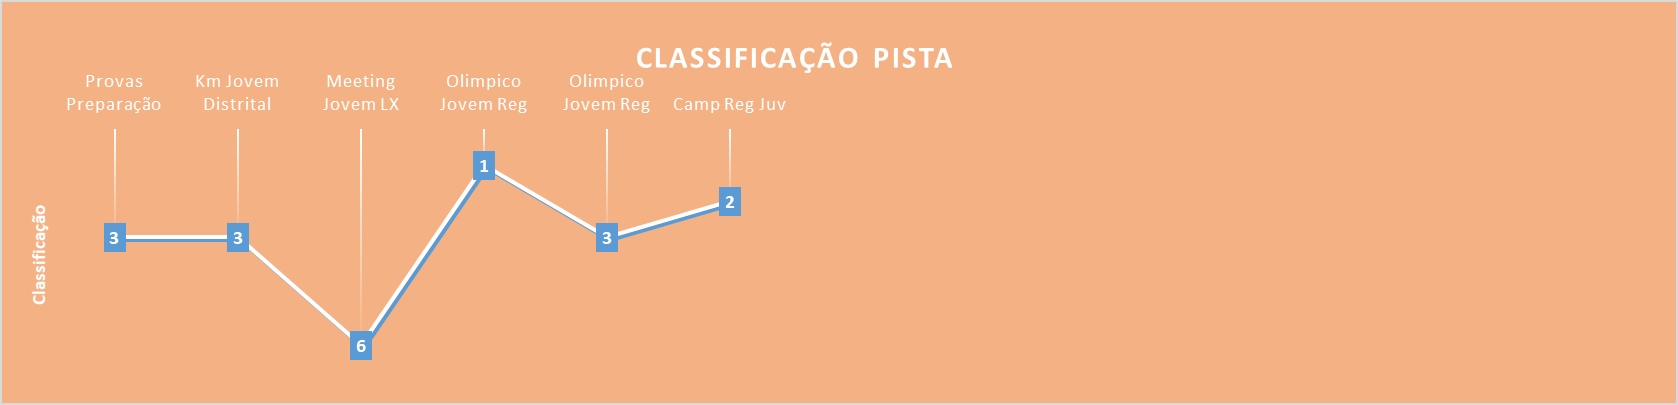 CLASSIFICAÇÃO PISTA
Provas
Preparação
Km Jovem
Distrital
Meeting
Jovem LX
Olimpico
Jovem Reg
Olimpico
Jovem Reg
Camp Reg Juv
Classificação
3
3
6
1
3
2